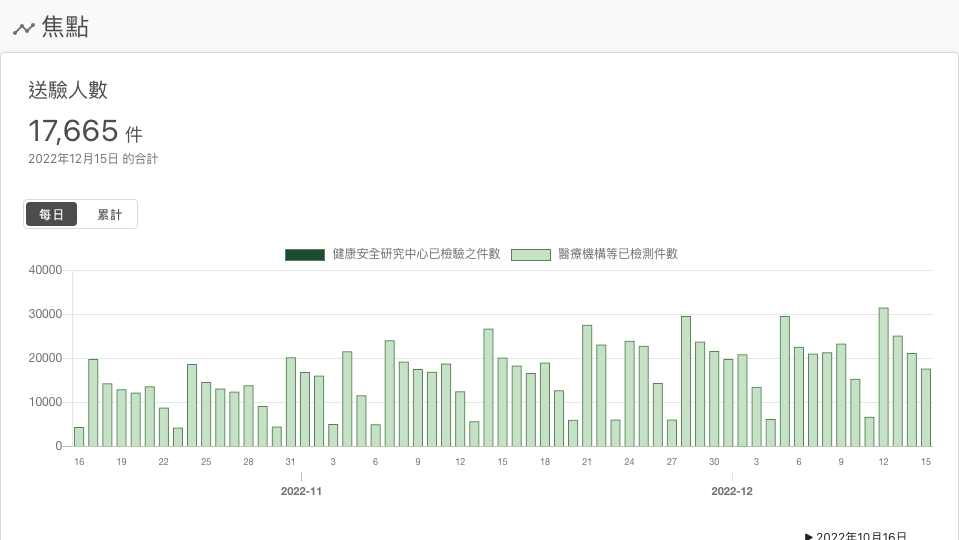 焦點
送驗人數
17,665 件
2022年12月15日 的合計
每日 累計
健康安全研究中心已檢驗之件數 醫療機構等已檢測件數
40000
30000
20000
10000
0
16 19 22 25 28 31 3 6 9 12 15 18 21 24 27 30 3 6 9 12 15
2022-11 2022-12
▶ 2022年10月16日